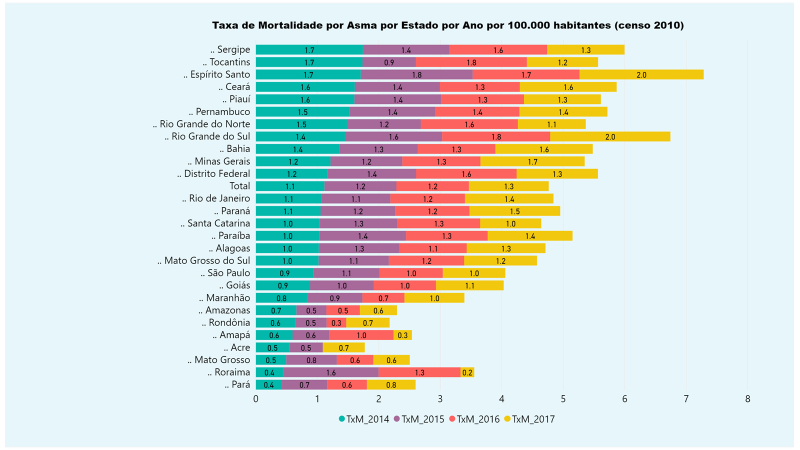 Taxa de Mortalidade por Asma por Estado por Ano por 100.000 habitantes (censo 2010)
.. Sergipe 1.7 1.4 1.6 1.3
.. Tocantins 1.7 0.9 1.8 1.2
.. Espírito Santo 1.7 1.8 1.7 2.0
.. Ceará 1.6 1.4 1.3 1.6
.. Piauí 1.6 1.4 1.3 1.3
.. Pernambuco 1.5 1.4 1.4 1.4
.. Rio Grande do Norte 1.5 1.2 1.6 1.1
.. Rio Grande do Sul 1.4 1.6 1.8 2.0
.. Bahia 1.4 1.3 1.3 1.6
.. Minas Gerais 1.2 1.2 1.3 1.7
.. Distrito Federal 1.2 1.4 1.6 1.3
Total 1.1 1.2 1.2 1.3
.. Rio de Janeiro 1.1 1.1 1.2 1.4
.. Paraná 1.1 1.2 1.2 1.5
.. Santa Catarina 1.0 1.3 1.3 1.0
.. Paraíba 1.0 1.4 1.3 1.4
.. Alagoas 1.0 1.3 1.1 1.3
.. Mato Grosso do Sul 1.0 1.1 1.2 1.2
.. São Paulo 0.9 1.1 1.0 1.0
.. Goiás 0.9 1.0 1.0 1.1
.. Maranhão 0.8 0.9 0.7 1.0
.. Amazonas 0.7 0.5 0.5 0.6
.. Rondônia 0.6 0.5 0.3 0.7
.. Amapá 0.6 0.6 1.0 0.3
.. Acre 0.5 0.5 0.7
.. Mato Grosso 0.5 0.8 0.6 0.6
.. Roraima 0.4 1.6 1.3 0.2
.. Pará 0.4 0.7 0.6 0.8
0 1 2 3 4 5 6 7 8
TxM_2014 TxM_2015 TxM_2016 TxM_2017